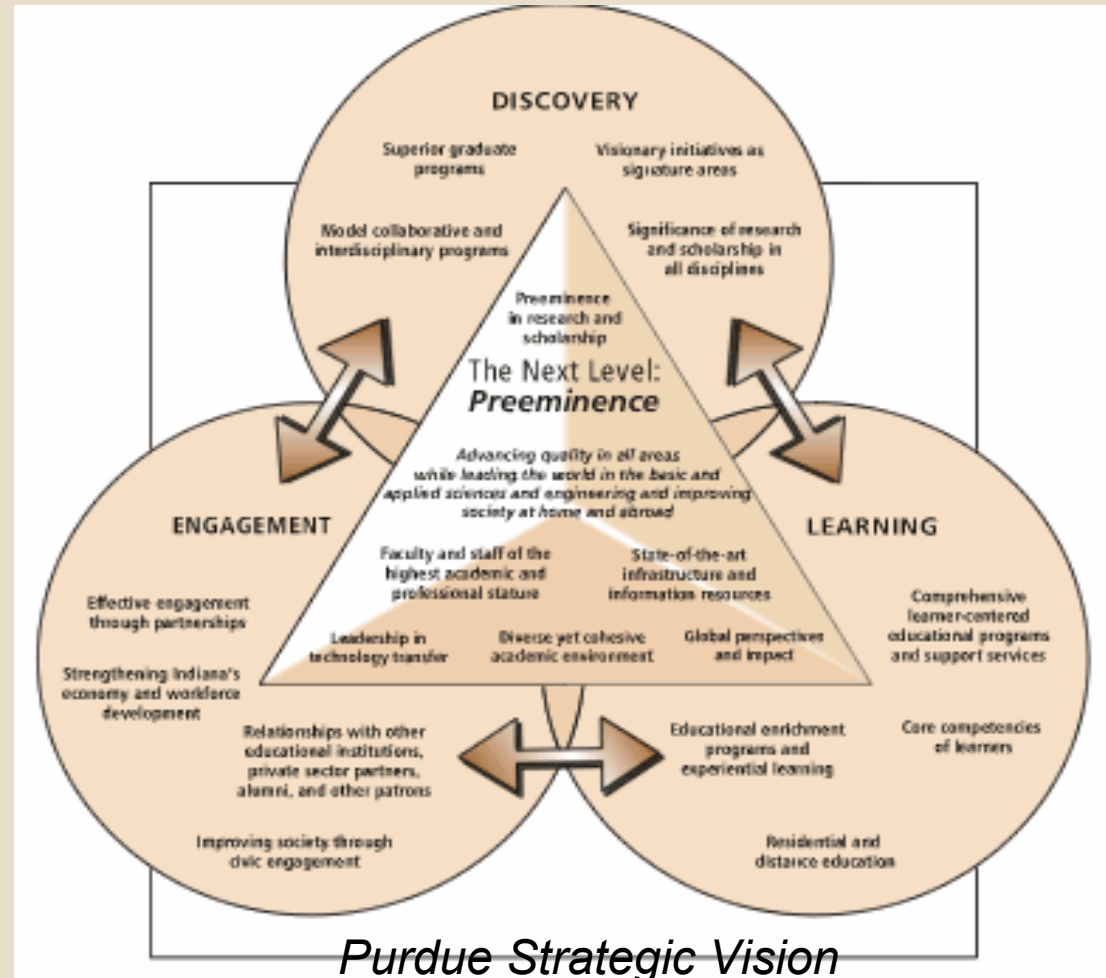 DISCOVERY
Superior graduate
programs
Visionary initiatives as
signature areas
Model collaborative and
interdisciplinary programs
Significance of research
and scholarship in
all disciplines
Preeminence
in research and
scholarship
The Next Level:
Preeminence
Advancing quality in all areas
while leading the world in the basic and
applied sciences and engineering and improving
society at home and abroad
Faculty and staff of the
highest academic and
professional stature
State-of-the-art
infrastructure and
information resources
Leadership in
technology transfer
Diverse yet cohesive
academic environment
Global perspectives
and impact
ENGAGEMENT
Effective engagement
through partnerships
Strengthening Indiana's
economy and workforce
development
Relationships with other
educational institutions,
private sector partners,
alumni, and other patrons
Improving society through
civic engagement
LEARNING
Comprehensive
learner-centered
educational programs
and support services
Core competencies
of learners
Educational enrichment
programs and
experiential learning
Residential and
distance education
Purdue Strategic Vision